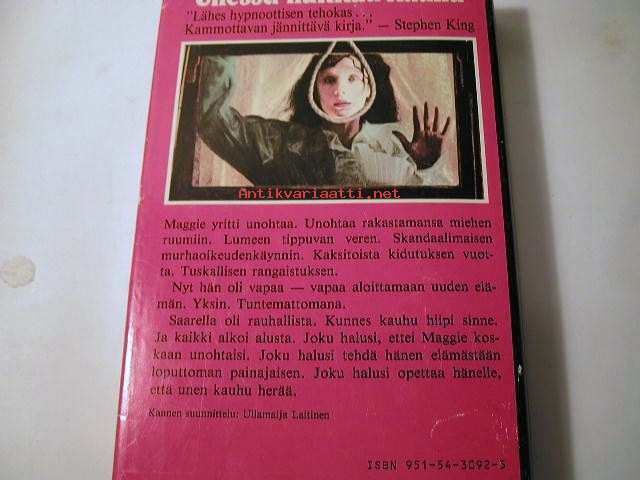 "Lähes hypnoottisen tehokas...
Kammottavan jännittävä kirja." — Stephen King
Antikvariaatti.net
Maggie yritti unohtaa. Unohtaa rakastamansa miehen
ruumiin. Lumeen tippuvan veren. Skandaalimaisen
murhaoikeudenkäynnin. Kaksitoista kidutuksen vuot-
ta. Tuskallisen rangaistuksen.
Nyt hän oli vapaa — vapaa aloittamaan uuden elä-
män. Yksin. Tuntemattomana.
Saarella oli rauhallista. Kunnes kauhu hiipi sinne.
Ja kaikki alkoi alusta. Joku halusi, ettei Maggie kos-
kaan unohtaisi. Joku halusi tehdä hänen elämästään
loputtoman painajaisen. Joku halusi opettaa hänelle,
että unen kauhu herää.
Kannen suunnittelu: Ullamaija Laitinen
ISBN 951-54-3092-3